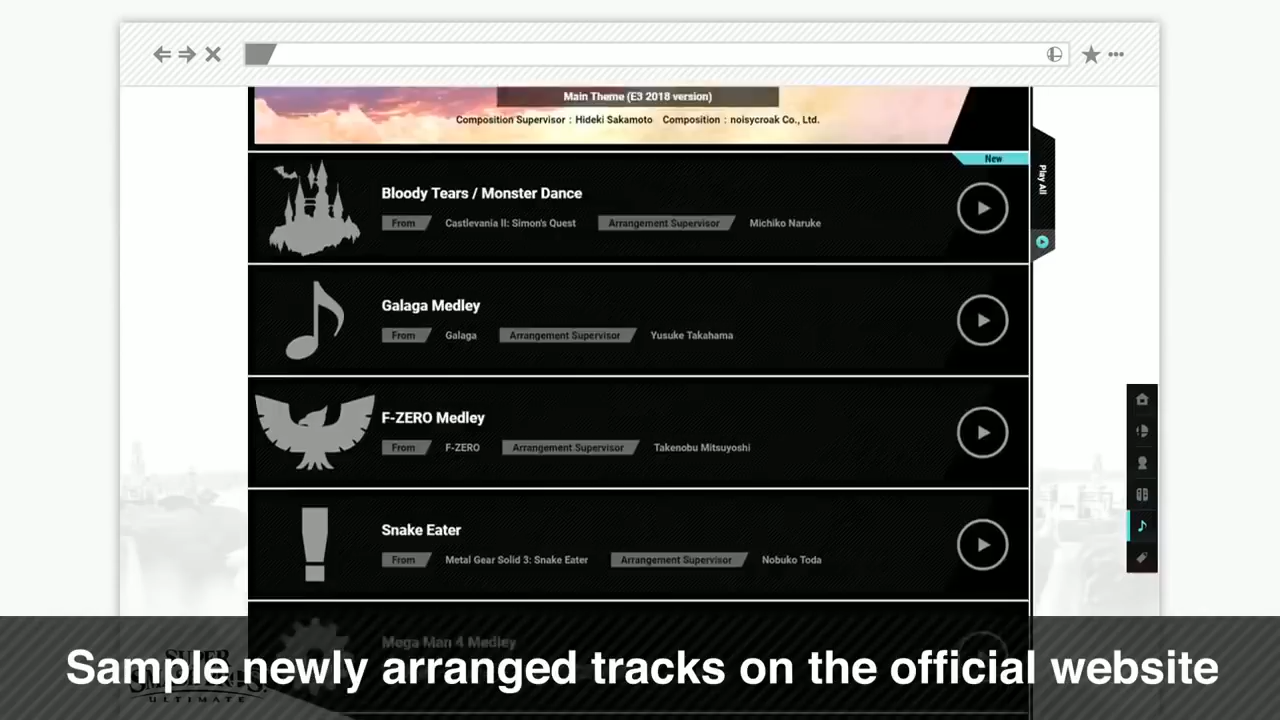 Main Theme (E3 2018 version)
Composition Supervisor : Hideki Sakamoto Composition : noisycroak Co., Ltd.
New
Play All
Bloody Tears / Monster Dance
From Castlevania II: Simon's Quest Arrangement Supervisor Michiko Naruke
Galaga Medley
From Galaga Arrangement Supervisor Yusuke Takahama
F-ZERO Medley
From F-ZERO Arrangement Supervisor Takenobu Mitsuyoshi
Snake Eater
From Metal Gear Solid 3: Snake Eater Arrangement Supervisor Nobuko Toda
Mega Man 4 Medley
Sample newly arranged tracks on the official website
SUPER
ULTIMATE